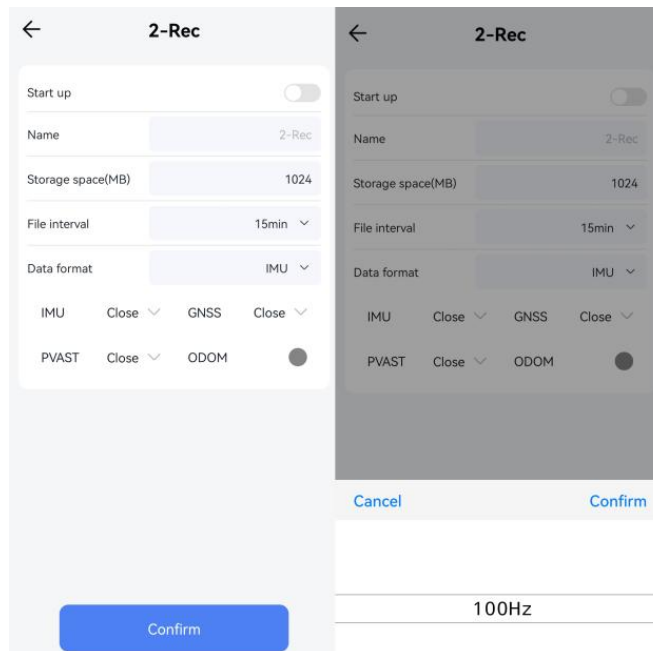 2-Rec
Start up
Name 2-Rec
Storage space(MB) 1024
File interval 15min
Data format IMU
IMU Close GNSS Close
PVAST Close ODOM
Confirm
2-Rec
Start up
Name 2-Rec
Storage space(MB) 1024
File interval 15min
Data format IMU
IMU Close GNSS Close
PVAST Close ODOM
Cancel Confirm
100Hz